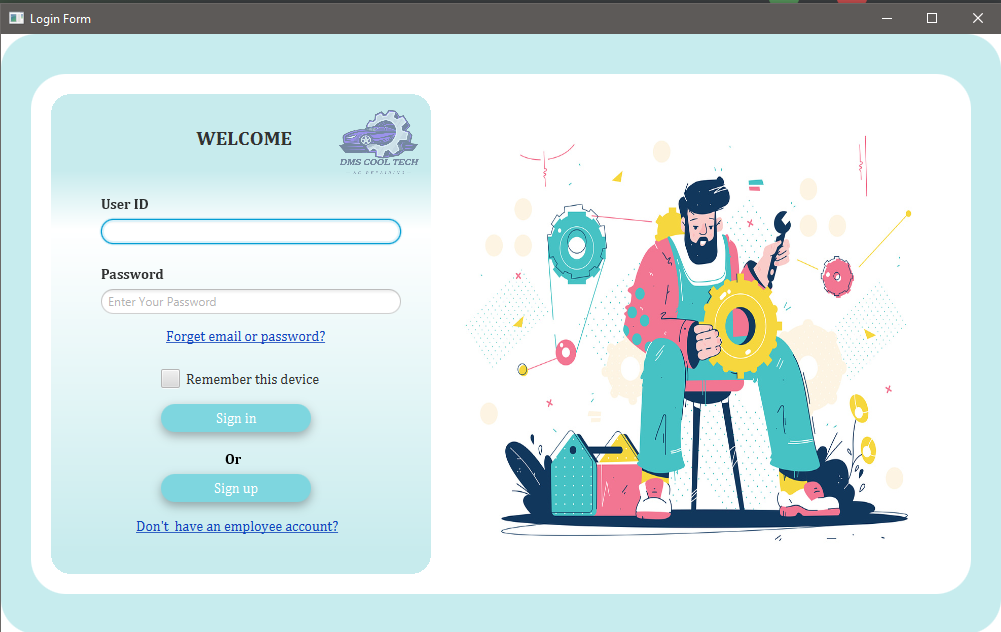 Login Form
WELCOME
DMS COOL TECH
User ID
Password
Enter Your Password
Forget email or password?
Remember this device
Sign in
Or
Sign up
Don't  have an employee account?